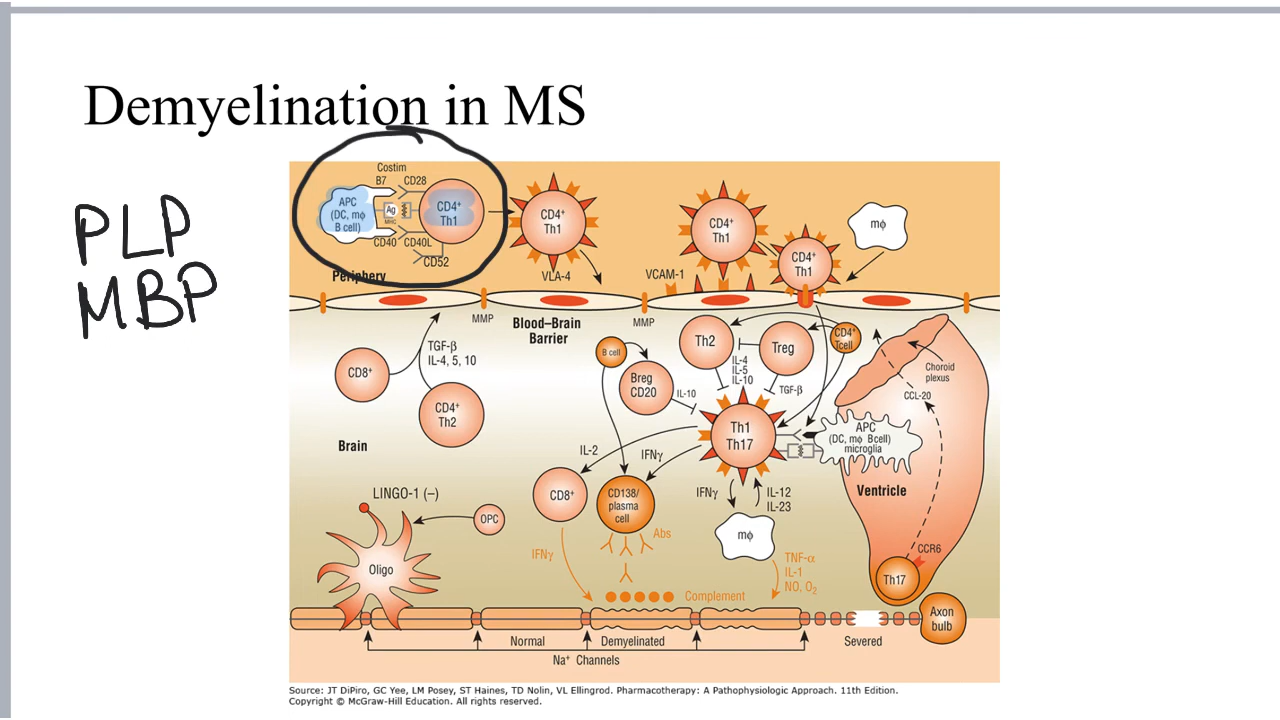 Demyelination in MS
PLP
MBP
Costim
B7
CD28
APC
(DC, mϕ
B cell)
Ag
MHC
CD4+
Th1
CD40
CD40L
CD52
Periphery
CD4+
Th1
VLA-4
VCAM-1
CD4+
Th1
CD4+
Th1
mϕ
MMP
Blood–Brain
Barrier
MMP
CD8+
TGF-β
IL-4, 5, 10
CD4+
Th2
Brain
B cell
Breg
CD20
IL-10
Th2
Treg
CD4+
Tcell
IL-4
IL-5
IL-10
TGF-β
Th1
Th17
APC
(DC, mϕ Bcell)
microglia
Choroid
plexus
CCL-20
Ventricle
IL-2
IFNγ
CD8+
CD138/
plasma
cell
Abs
IFNγ
IL-12
IL-23
mϕ
LINGO-1 (–)
OPC
Oligo
IFNγ
TNF-α
IL-1
NO, O2
Complement
CCR6
Th17
Axon
bulb
Normal
Demyelinated
Severed
Na+ Channels
Source: JT DiPiro, GC Yee, LM Posey, ST Haines, TD Nolin, VL Ellingrod. Pharmacotherapy: A Pathophysiologic Approach. 11th Edition.
Copyright © McGraw-Hill Education. All rights reserved.